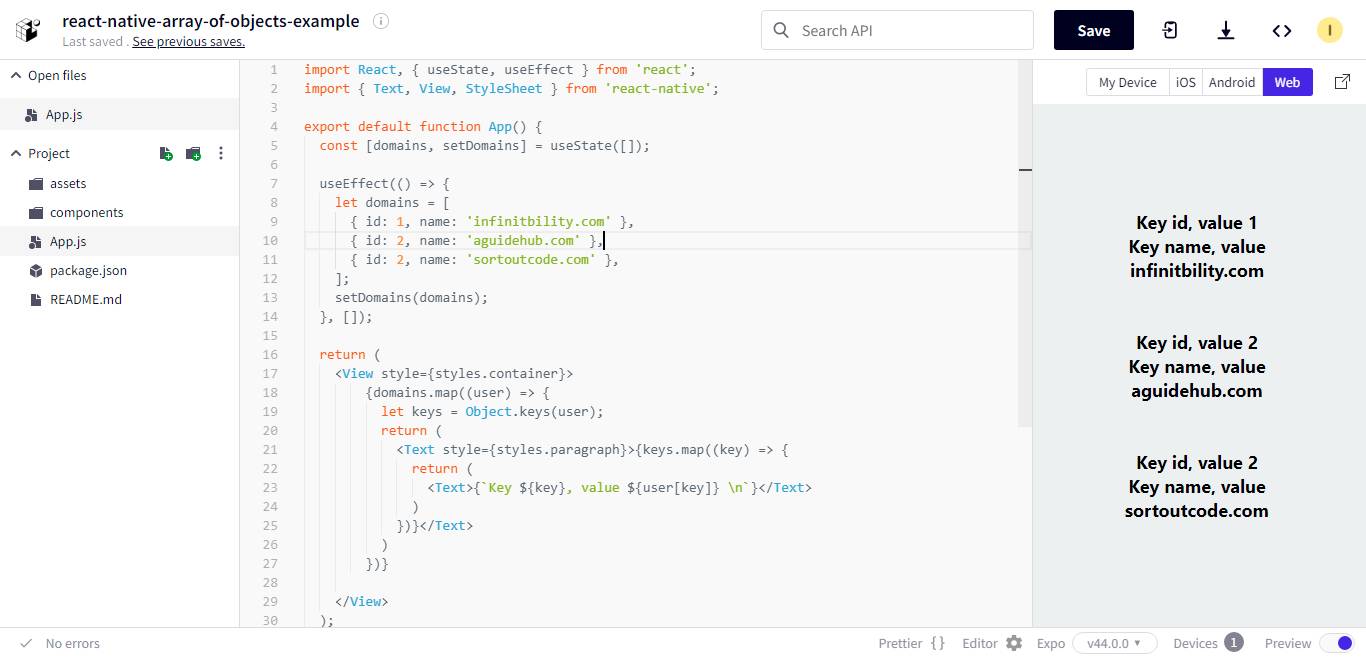 react-native-array-of-objects-example
Last saved . See previous saves.
Search API
Save
I
Open files
App.js
Project
assets
components
App.js
package.json
README.md
1 import React, { useState, useEffect } from 'react';
2 import { Text, View, StyleSheet } from 'react-native';
3
4 export default function App() {
5 const [domains, setDomains] = useState([]);
6
7 useEffect(() => {
8 let domains = [
9 { id: 1, name: 'infinitbility.com' },
10 { id: 2, name: 'aguidehub.com' },
11 { id: 2, name: 'sortoutcode.com' },
12 ];
13 setDomains(domains);
14 }, []);
15
16 return (
17 <View style={styles.container}>
18 {domains.map((user) => {
19 let keys = Object.keys(user);
20 return (
21 <Text style={styles.paragraph}>{keys.map((key) => {
22 return (
23 <Text>{`Key ${key}, value ${user[key]} \n`}</Text>
24 )
25 })}</Text>
26 )
27 })}
28
29 </View>
30 );
My Device
iOS
Android
Web
Key id, value 1
Key name, value
infinitbility.com
Key id, value 2
Key name, value
aguidehub.com
Key id, value 2
Key name, value
sortoutcode.com
No errors
Prettier { }
Editor
Expo
v44.0.0
Devices 1
Preview